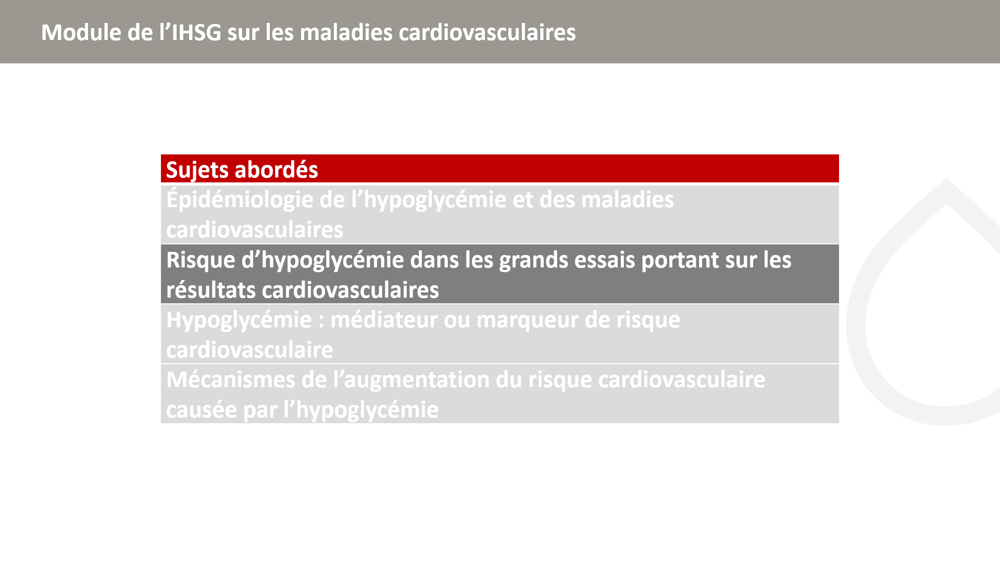 Module de l’IHSG sur les maladies cardiovasculaires
Sujets abordés
Épidémiologie de l’hypoglycémie et des maladies
cardiovasculaires
Risque d’hypoglycémie dans les grands essais portant sur les
résultats cardiovasculaires
Hypoglycémie : médiateur ou marqueur de risque
cardiovasculaire
Mécanismes de l’augmentation du risque cardiovasculaire
causée par l’hypoglycémie